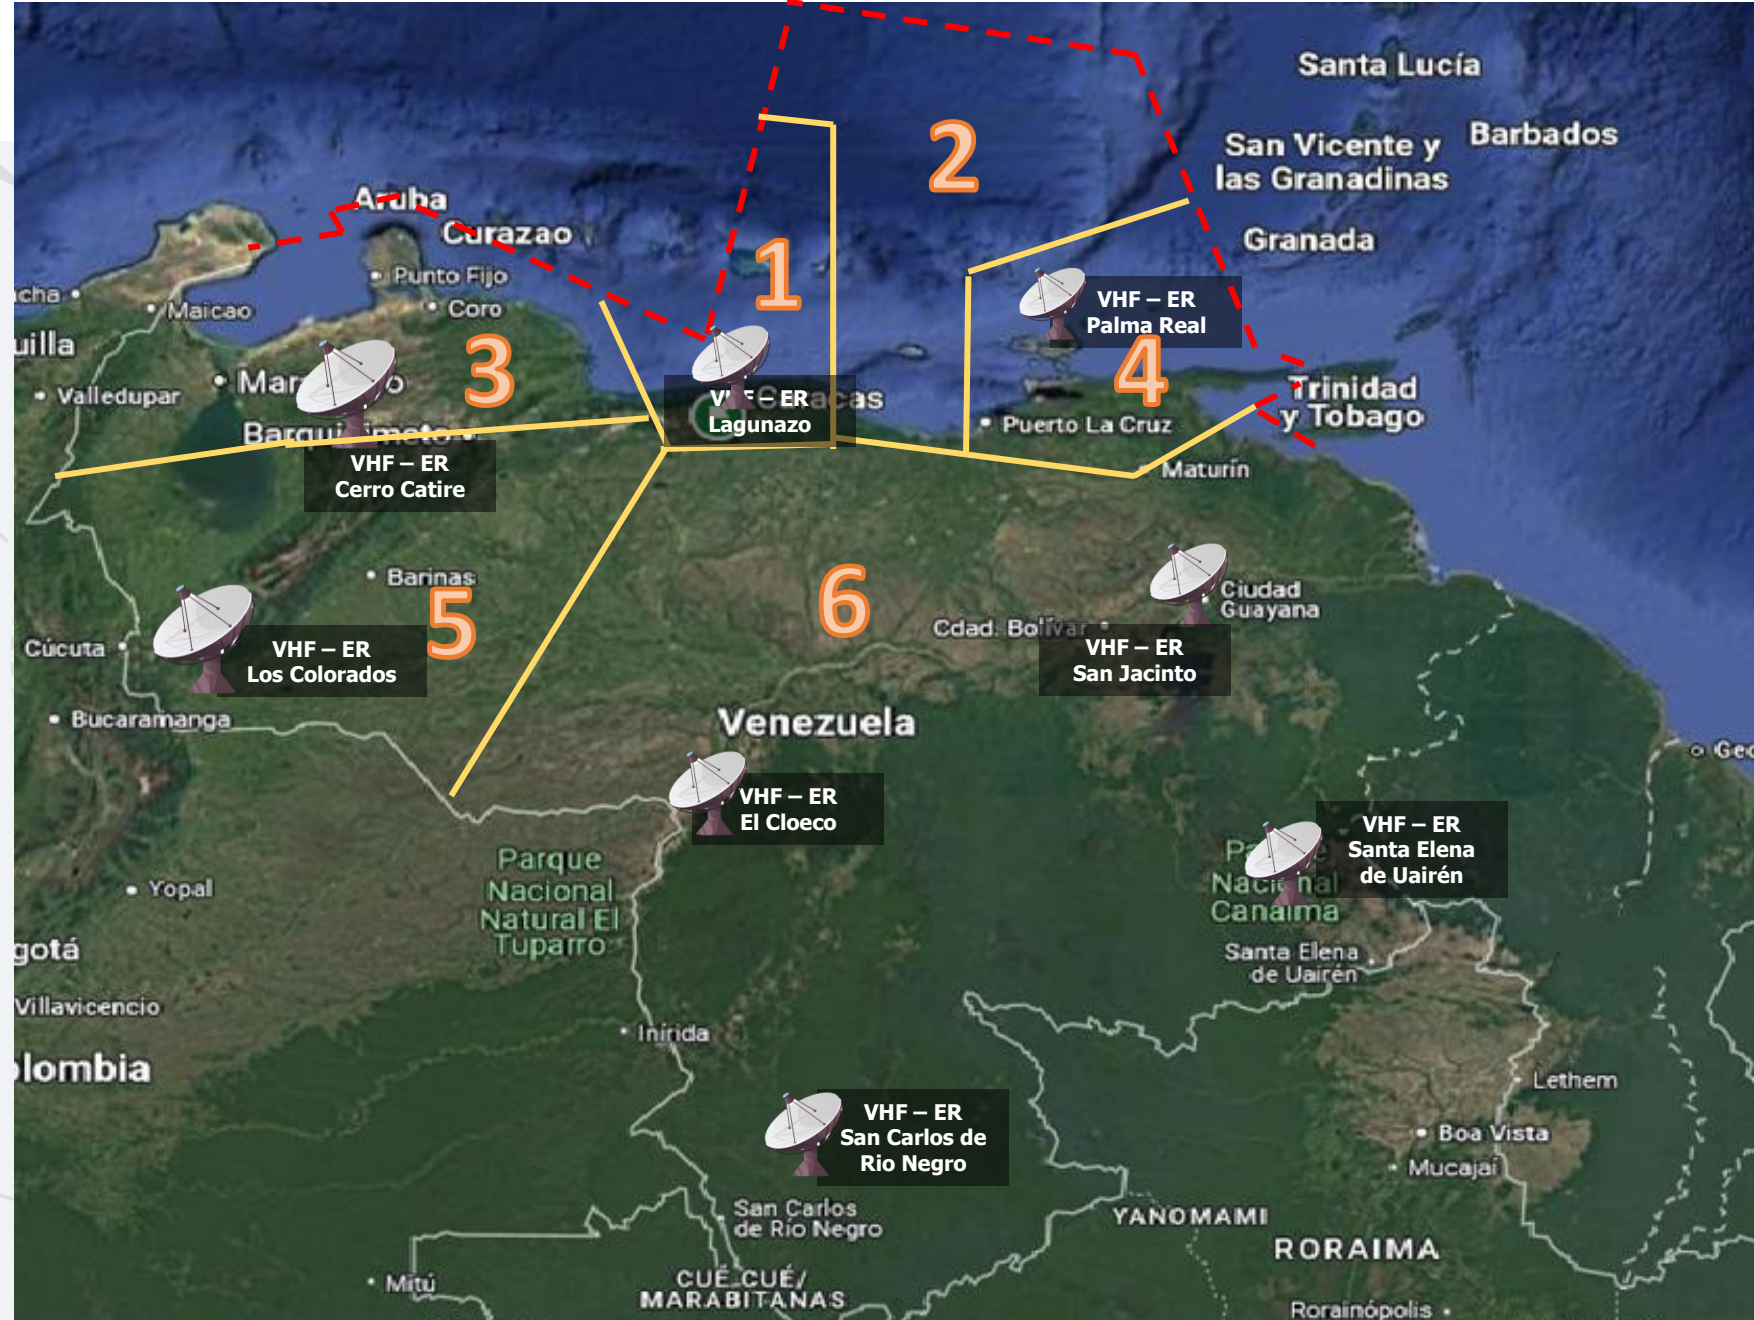 Santa Lucía
2
San Vicente y
las Granadinas
Barbados
Aruba
Curazao
Granada
1
Punto Fijo
Maicao
Coro
VHF – ER
Palma Real
3
4
Valledupar
Trinidad
y Tobago
VHF – ER
Lagunazo
Puerto La Cruz
VHF – ER
Cerro Catire
Maturín
Barinas
5
6
Ciudad
Guayana
Cdad. Bolívar
Cúcuta
VHF – ER
Los Colorados
VHF – ER
San Jacinto
Bucaramanga
Venezuela
VHF – ER
El Cloeco
VHF – ER
Santa Elena
de Uairén
Parque
Nacional
Natural El
Tuparro
Yopal
Nacional
Canaima
Santa Elena
de Uairén
Villavicencio
Inírida
Lethem
VHF – ER
San Carlos de
Rio Negro
Boa Vista
Mucajaí
San Carlos
de Río Negro
YANOMAMI
RORAIMA
Mitú
CUÉ-CUÉ/
MARABITANAS
Rorainópolis